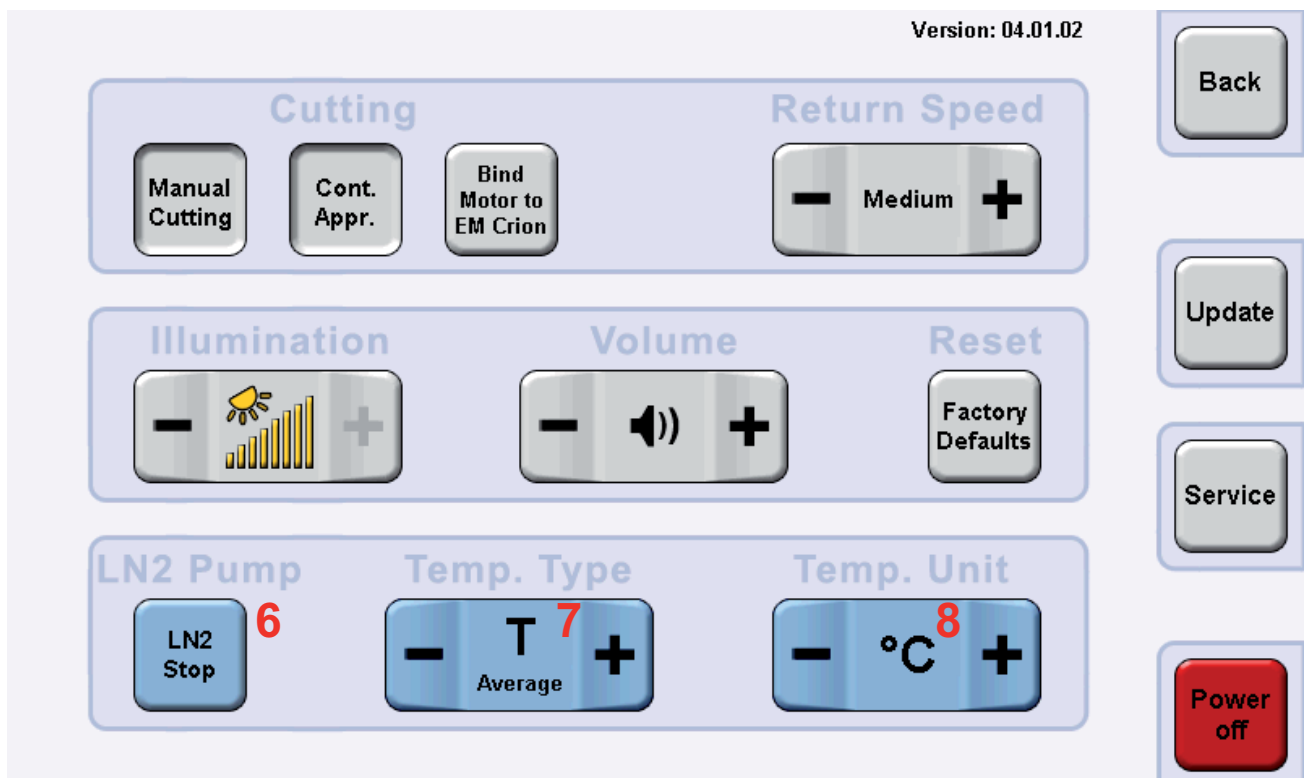 Version: 04.01.02
Back
Cutting
Return Speed
Manual
Cutting
Cont.
Appr.
Bind
Motor to
EM Crion
− Medium +
Update
Illumination
Volume
Reset
− +
− +
Factory
Defaults
Service
LN2 Pump
Temp. Type
Temp. Unit
LN2
Stop
6
− T +
Average
7
− °C +
8
Power
off